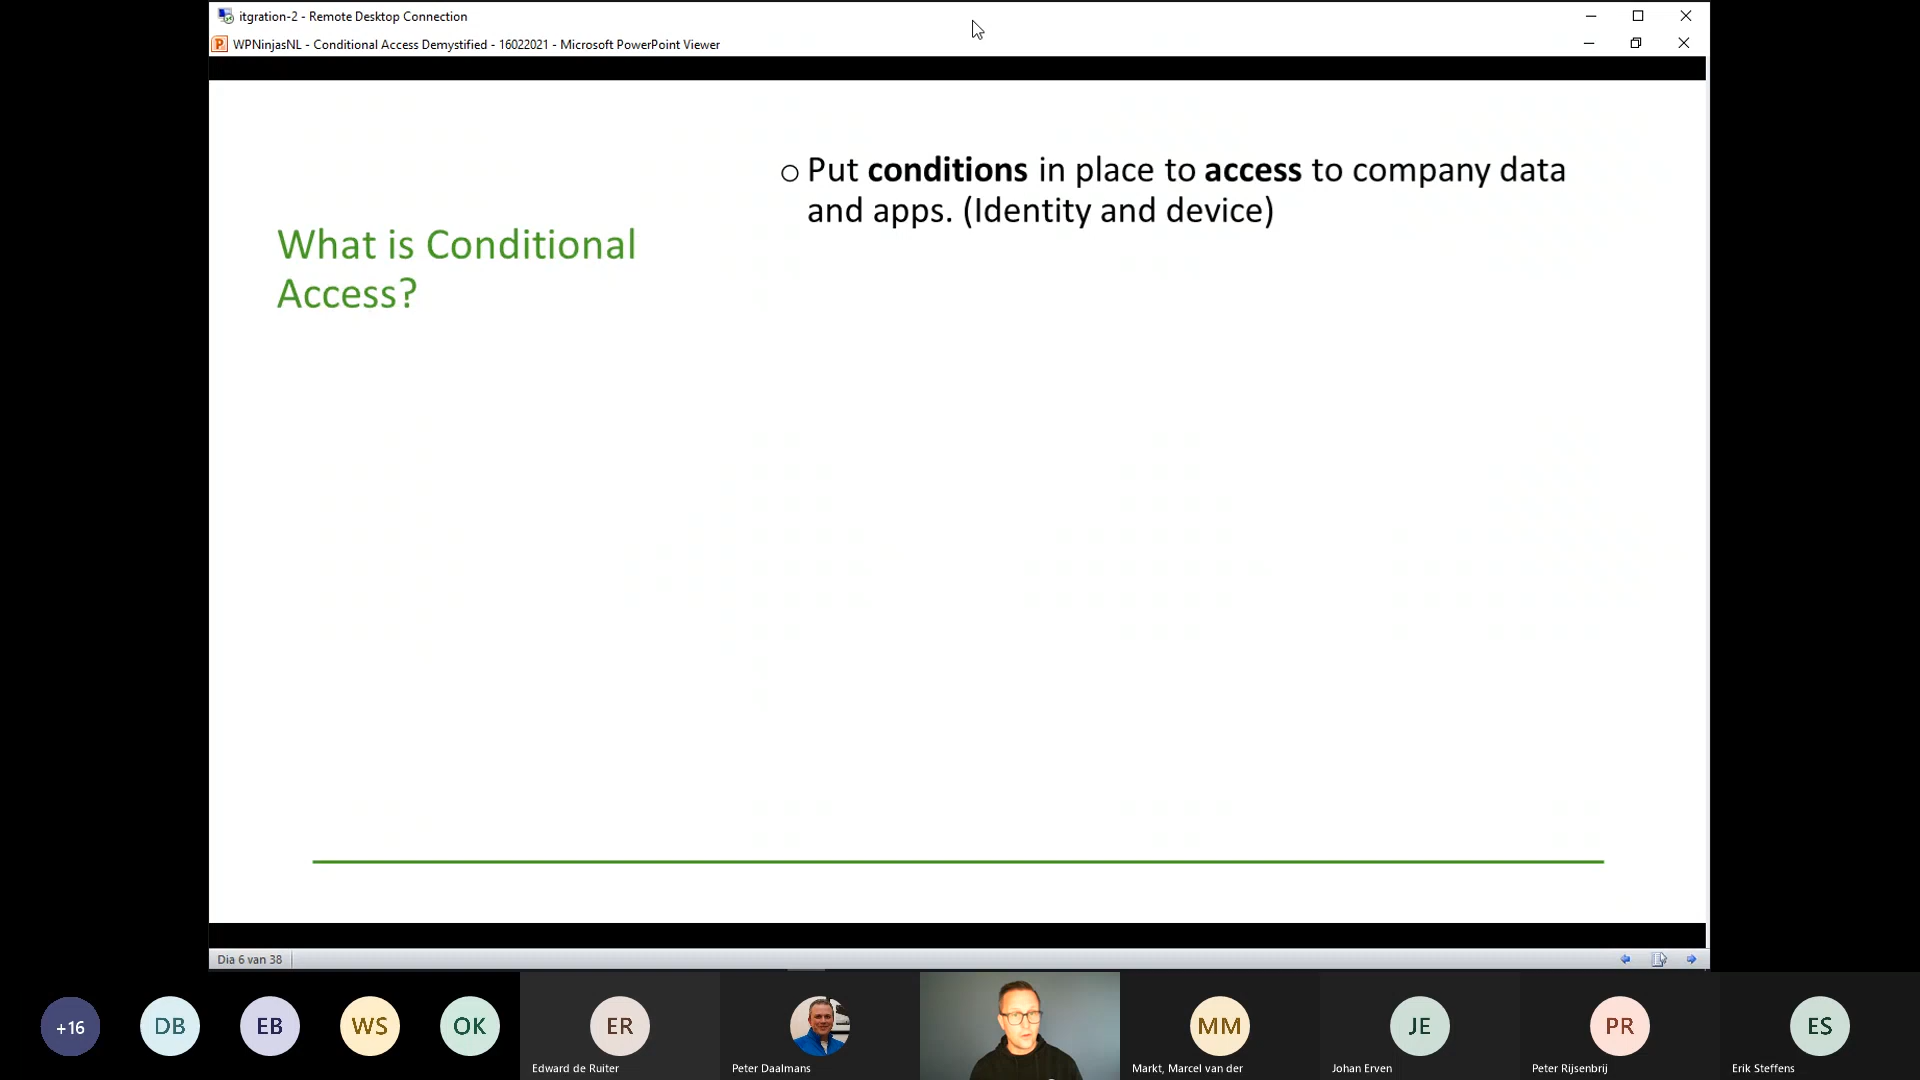 itgration-2 - Remote Desktop Connection
WPNinjasNL - Conditional Access Demystified - 16022021 - Microsoft PowerPoint Viewer
What is Conditional
Access?
o Put conditions in place to access to company data
and apps. (Identity and device)
Dia 6 van 38
+16
DB
EB
WS
OK
ER
Edward de Ruiter
Peter Daalmans
MM
Markt, Marcel van der
JE
Johan Erven
PR
Peter Rijsenbrij
ES
Erik Steffens